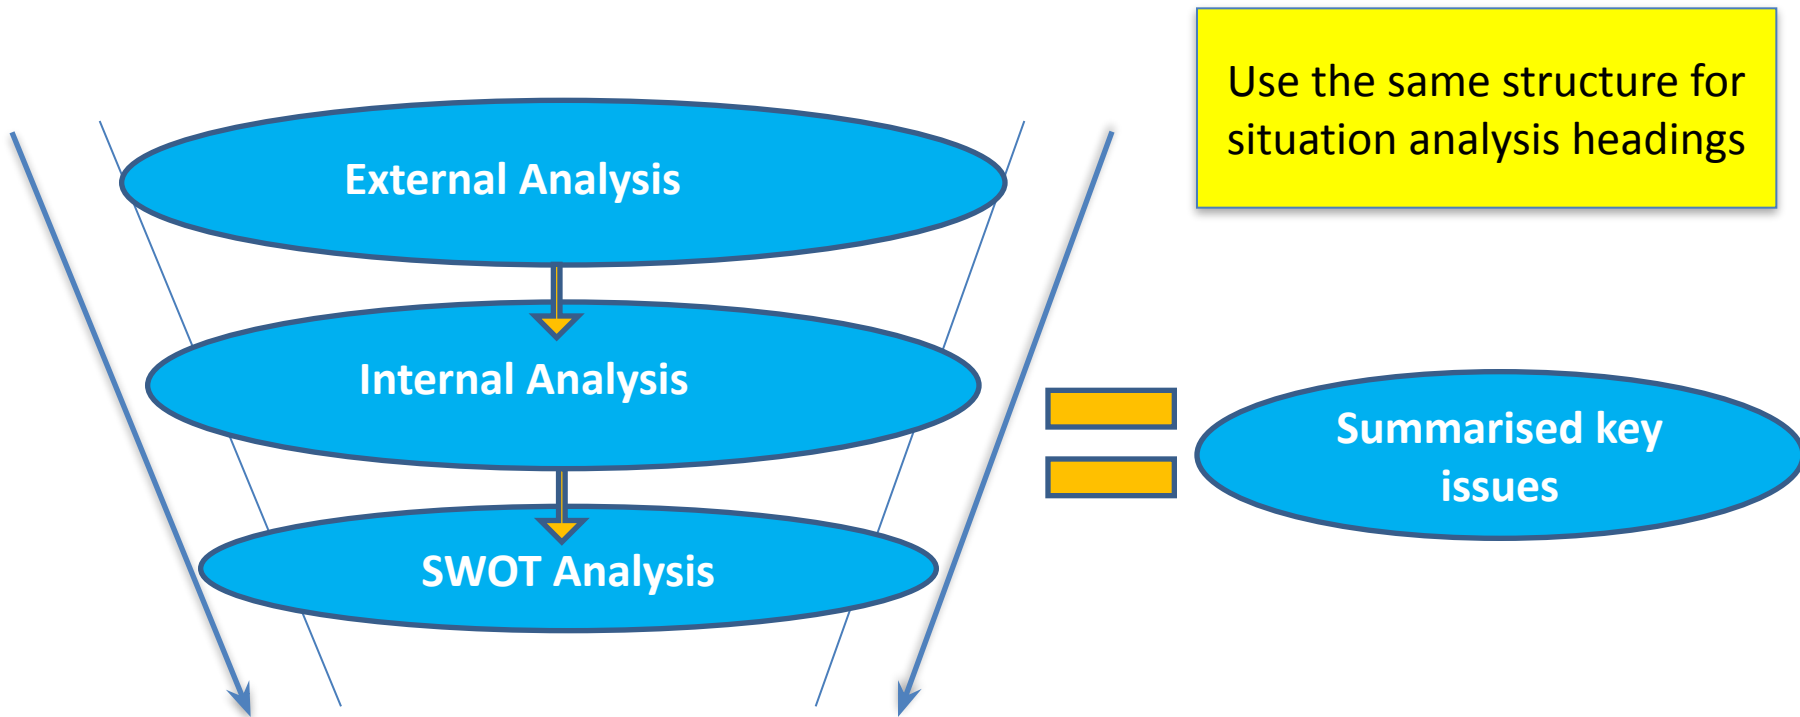 Use the same structure for
situation analysis headings
External Analysis
Internal Analysis
Summarised key
issues
SWOT Analysis